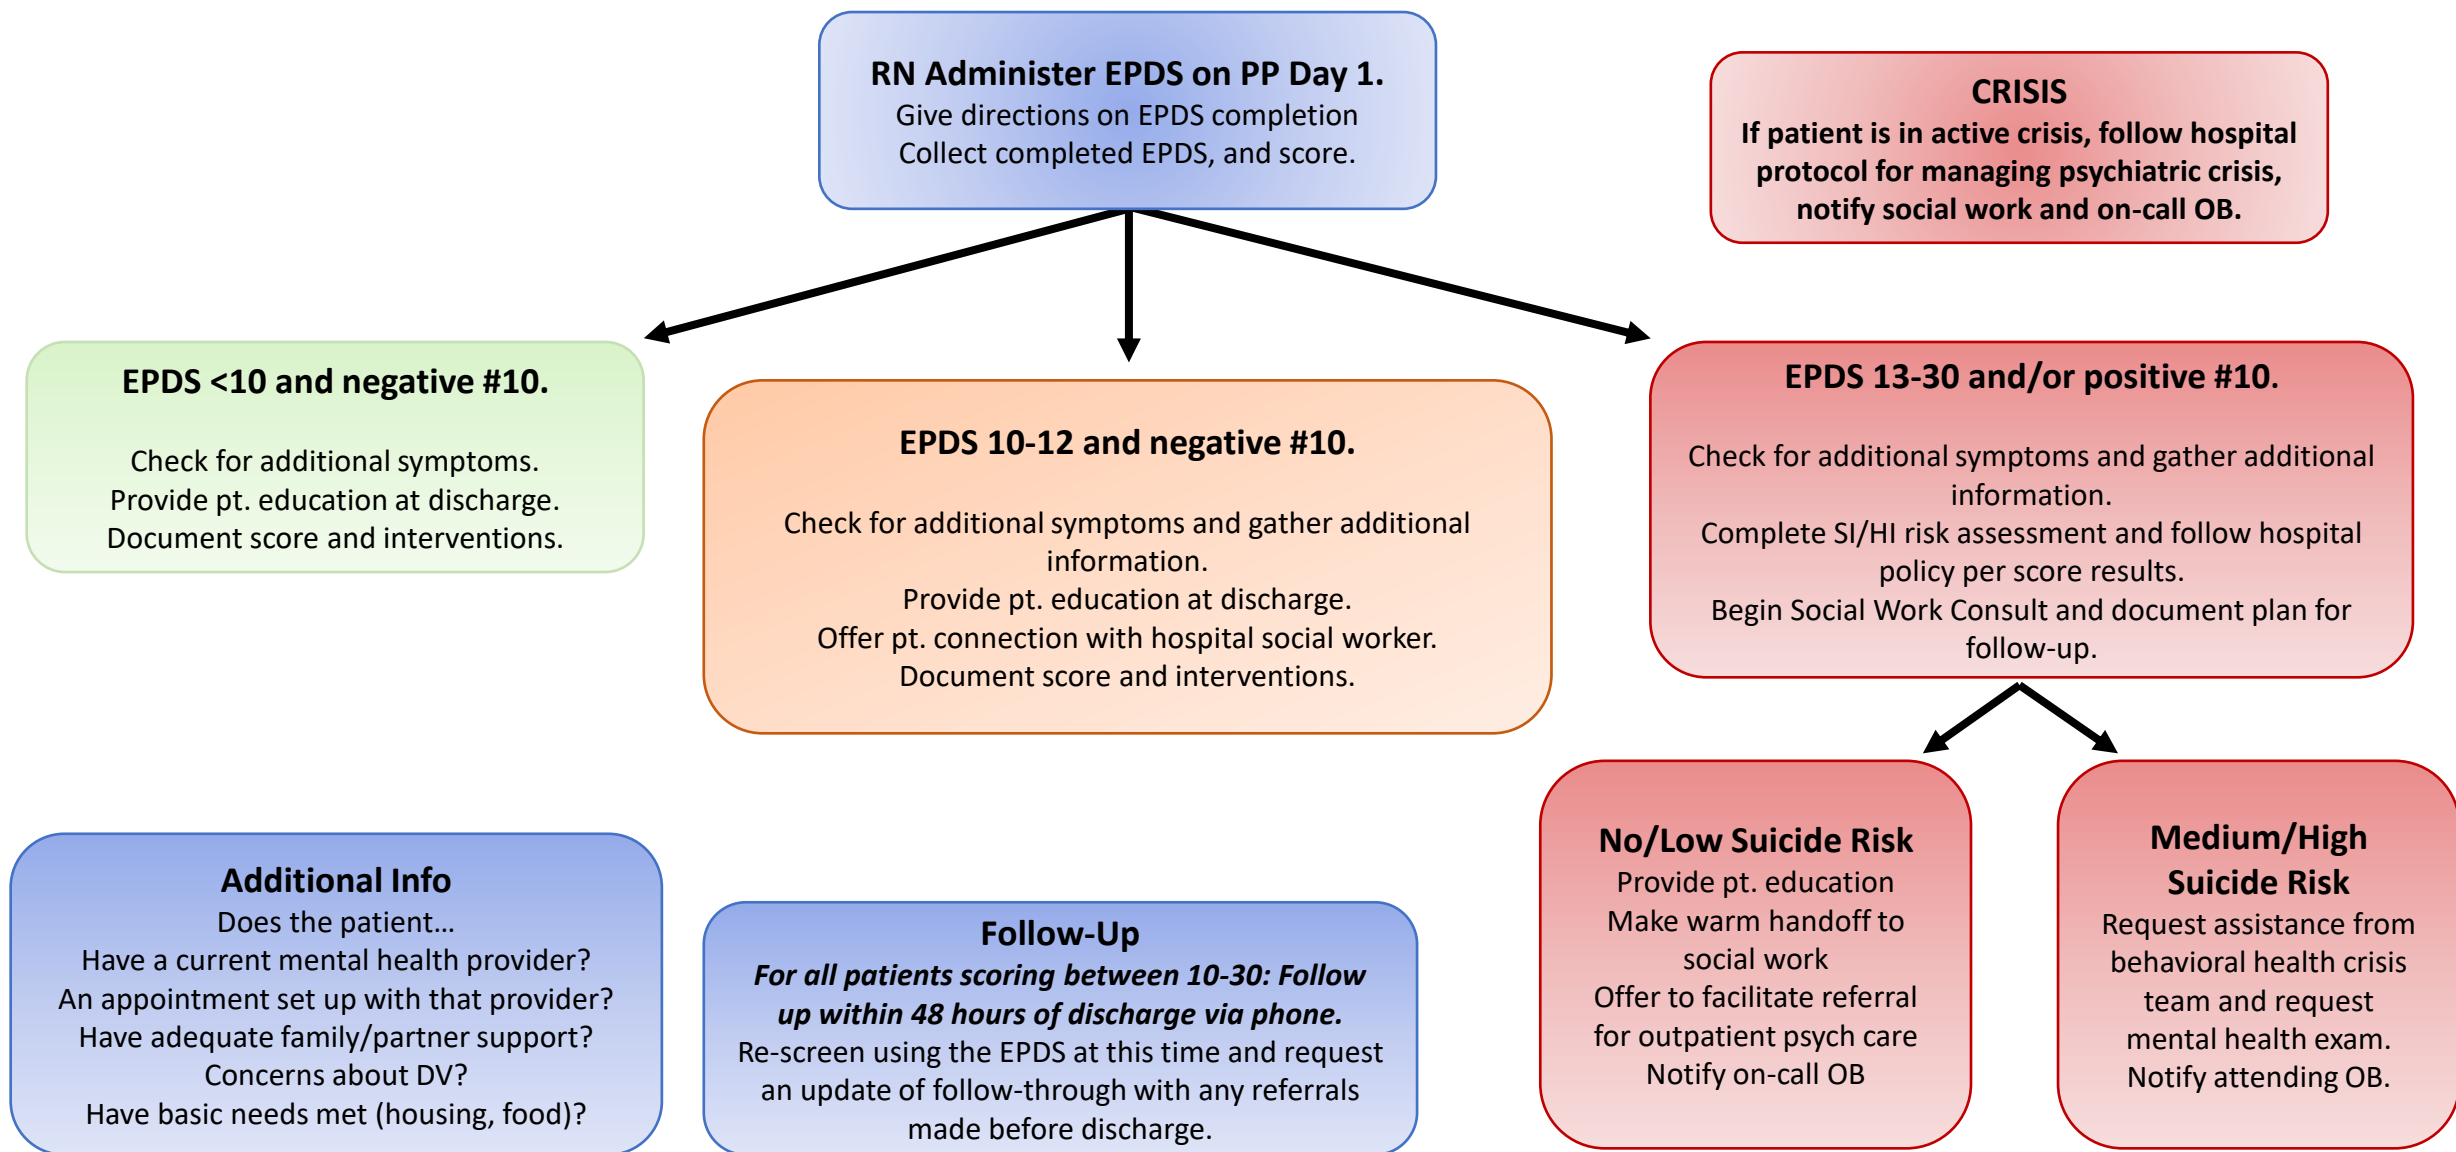 RN Administer EPDS on PP Day 1.
Give directions on EPDS completion
Collect completed EPDS, and score.
CRISIS
If patient is in active crisis, follow hospital
protocol for managing psychiatric crisis,
notify social work and on-call OB.
EPDS <10 and negative #10.
Check for additional symptoms.
Provide pt. education at discharge.
Document score and interventions.
EPDS 10-12 and negative #10.
Check for additional symptoms and gather additional
information.
Provide pt. education at discharge.
Offer pt. connection with hospital social worker.
Document score and interventions.
EPDS 13-30 and/or positive #10.
Check for additional symptoms and gather additional
information.
Complete SI/HI risk assessment and follow hospital
policy per score results.
Begin Social Work Consult and document plan for
follow-up.
Additional Info
Does the patient…
Have a current mental health provider?
An appointment set up with that provider?
Have adequate family/partner support?
Concerns about DV?
Have basic needs met (housing, food)?
Follow-Up
For all patients scoring between 10-30: Follow
up within 48 hours of discharge via phone.
Re-screen using the EPDS at this time and request
an update of follow-through with any referrals
made before discharge.
No/Low Suicide Risk
Provide pt. education
Make warm handoff to
social work
Offer to facilitate referral
for outpatient psych care
Notify on-call OB
Medium/High
Suicide Risk
Request assistance from
behavioral health crisis
team and request
mental health exam.
Notify attending OB.